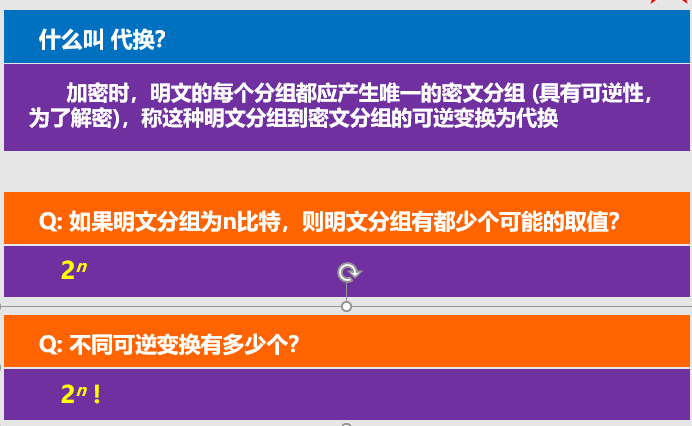 什么叫 代换?
加密时，明文的每个分组都应产生唯一的密文分组 (具有可逆性，
为了解密)，称这种明文分组到密文分组的可逆变换为代换
Q: 如果明文分组为n比特，则明文分组有都少个可能的取值?
2ⁿ
Q: 不同可逆变换有多少个?
2ⁿ !